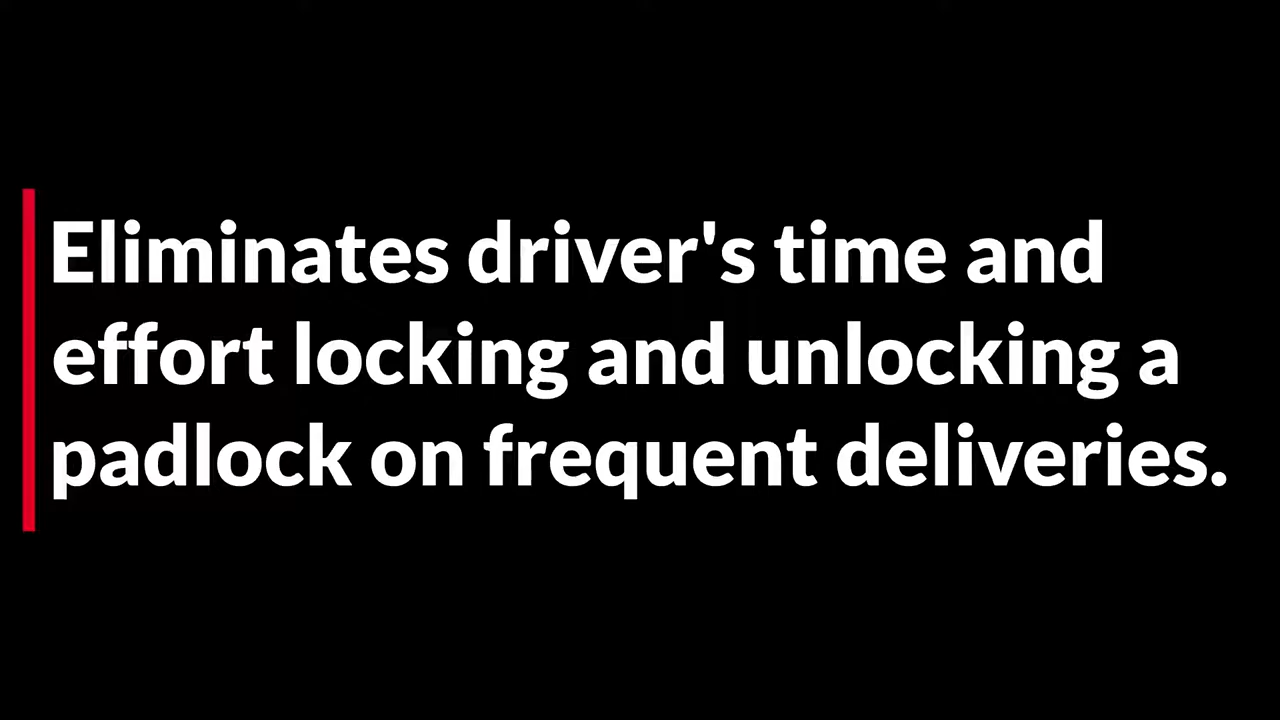 Eliminates driver's time and
effort locking and unlocking a
padlock on frequent deliveries.